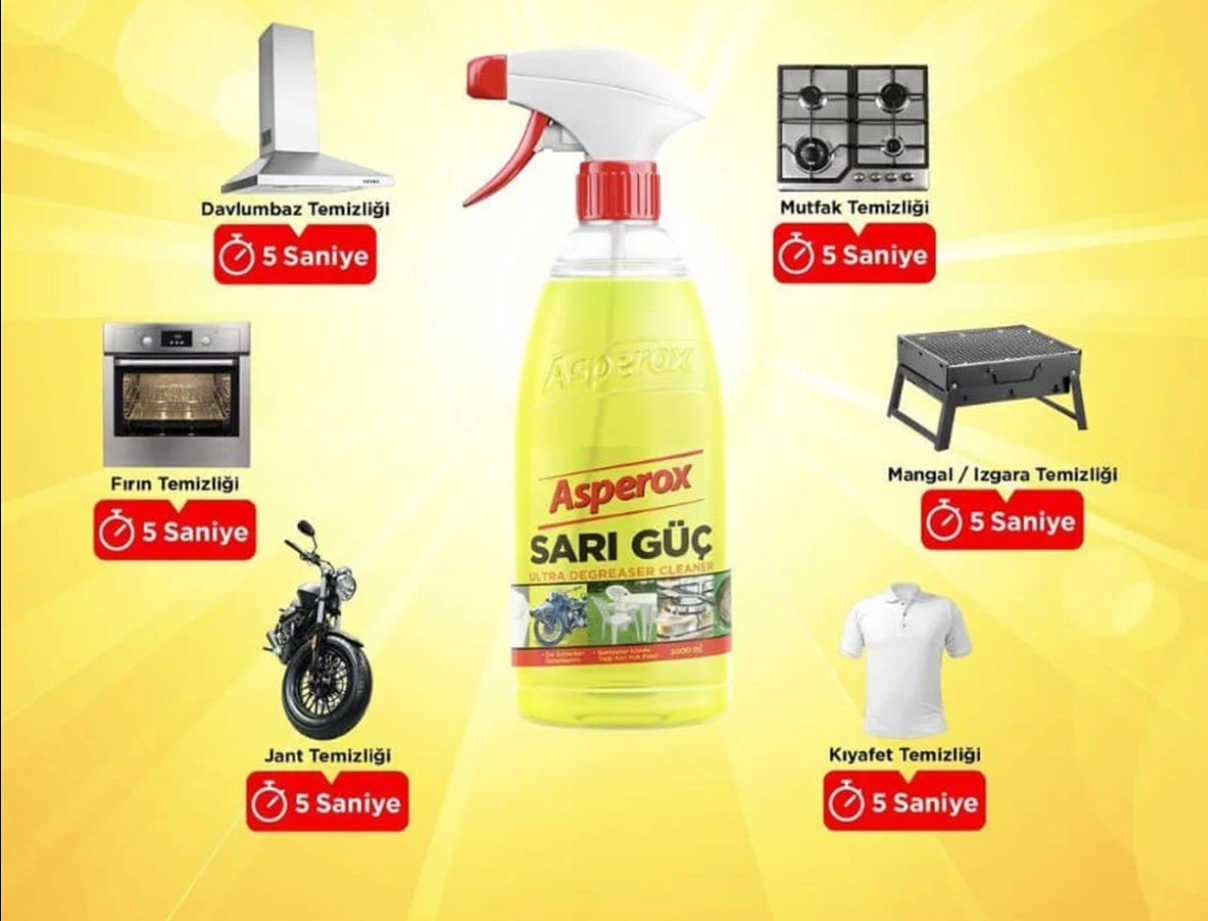 Davlumbaz Temizliği
5 Saniye
Mutfak Temizliği
5 Saniye
Fırın Temizliği
5 Saniye
Mangal / Izgara Temizliği
5 Saniye
Jant Temizliği
5 Saniye
Kıyafet Temizliği
5 Saniye
Asperox
Asperox
SARI GÜÇ
ULTRA DEGREASER CLEANER
1000 ml